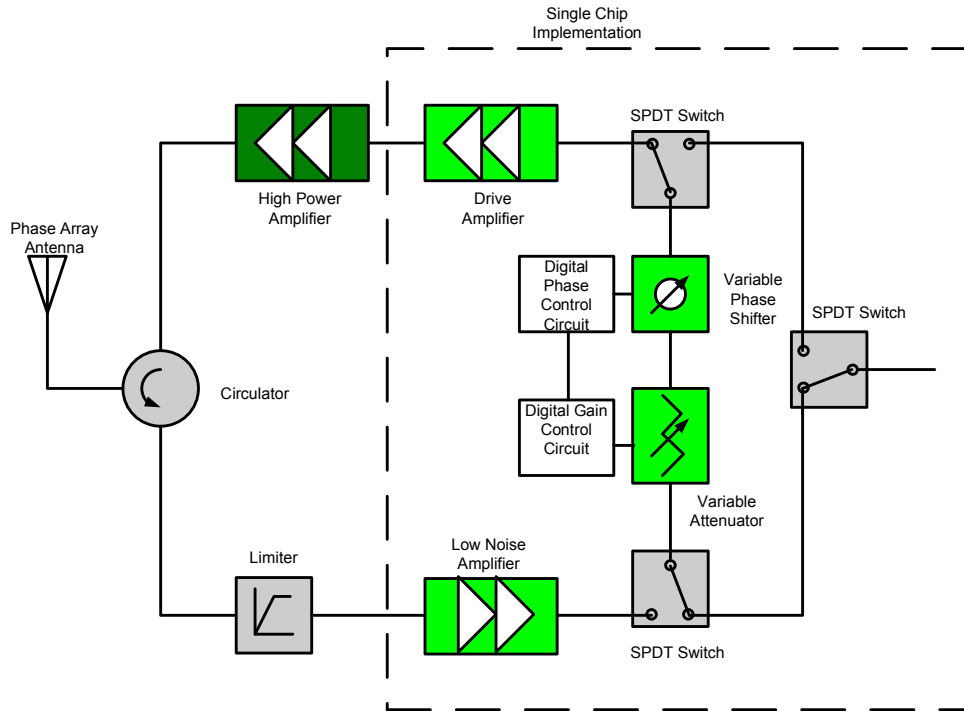 Single Chip
Implementation
SPDT Switch
High Power
Amplifier
Drive
Amplifier
Phase Array
Antenna
Digital
Phase
Control
Circuit
Variable
Phase
Shifter
SPDT Switch
Circulator
Digital Gain
Control
Circuit
Variable
Attenuator
Limiter
Low Noise
Amplifier
SPDT Switch